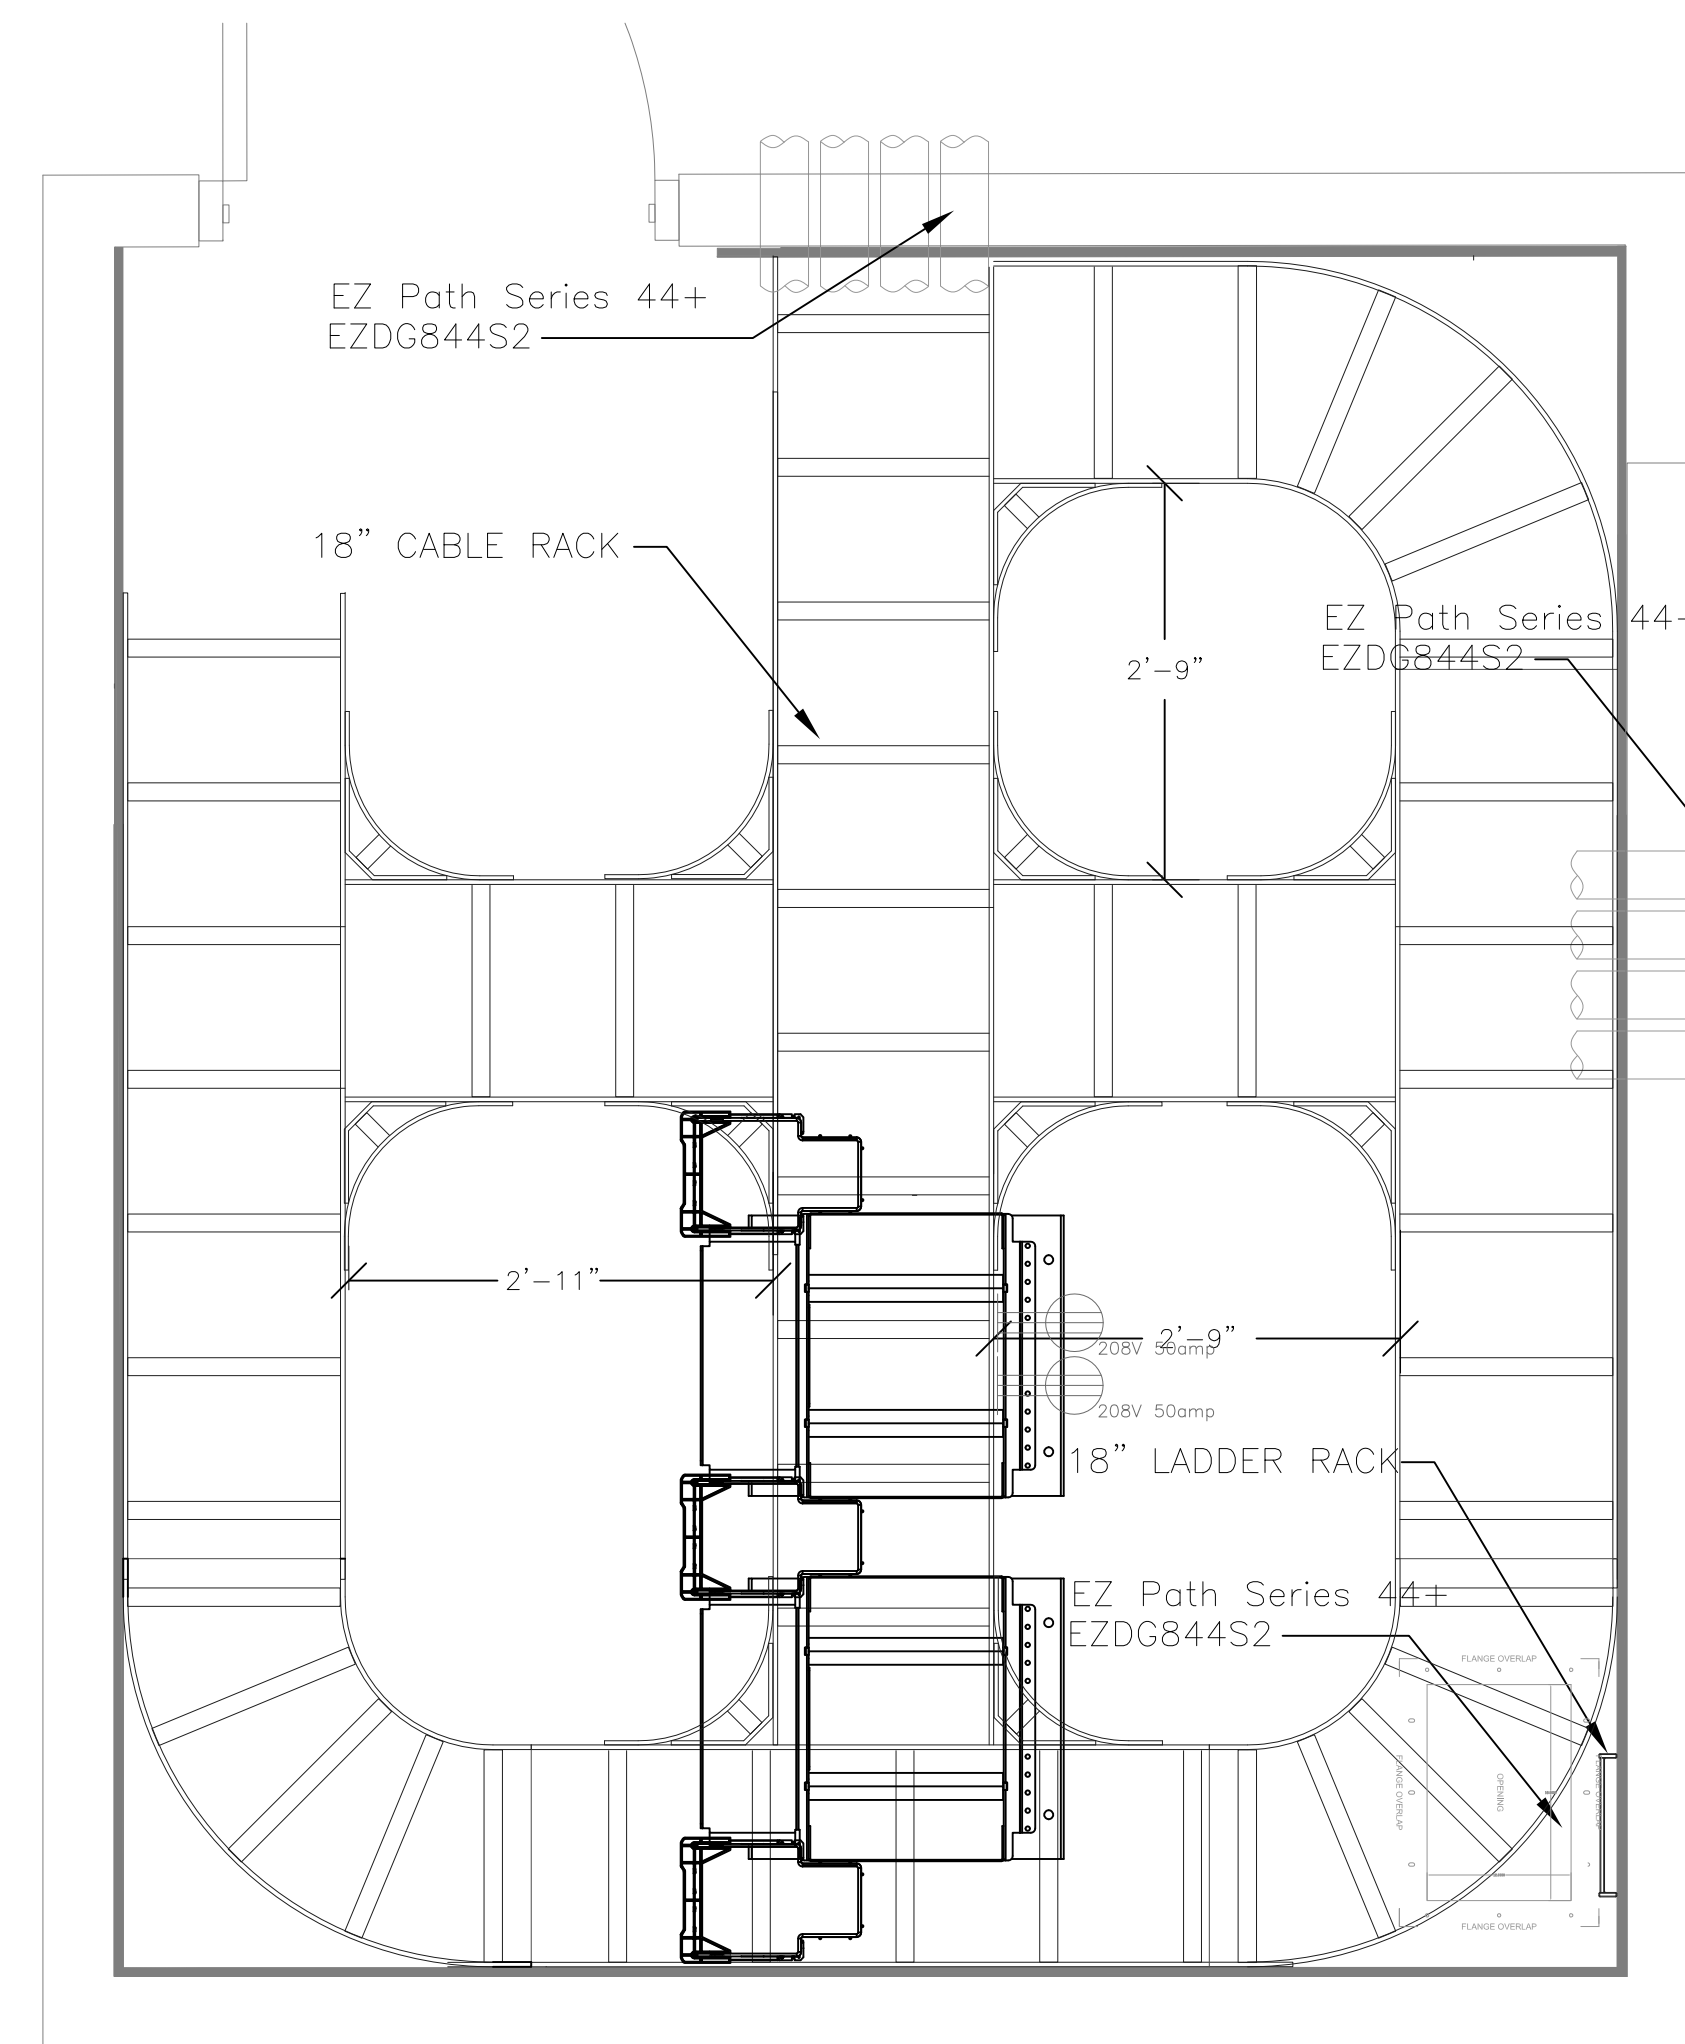 EZ Path Series 44+
EZDG844S2
18” CABLE RACK
EZ Path Series 44
EZDG844S2
2’-9”
2’-11”
2’-9”
208V 50amp
208V 50amp
18” LADDER RACK
EZ Path Series 44+
EZDG844S2
FLANGE OVERLAP
FLANGE OVERLAP
OPENING
FLANGE OVERLAP
FLANGE OVERLAP